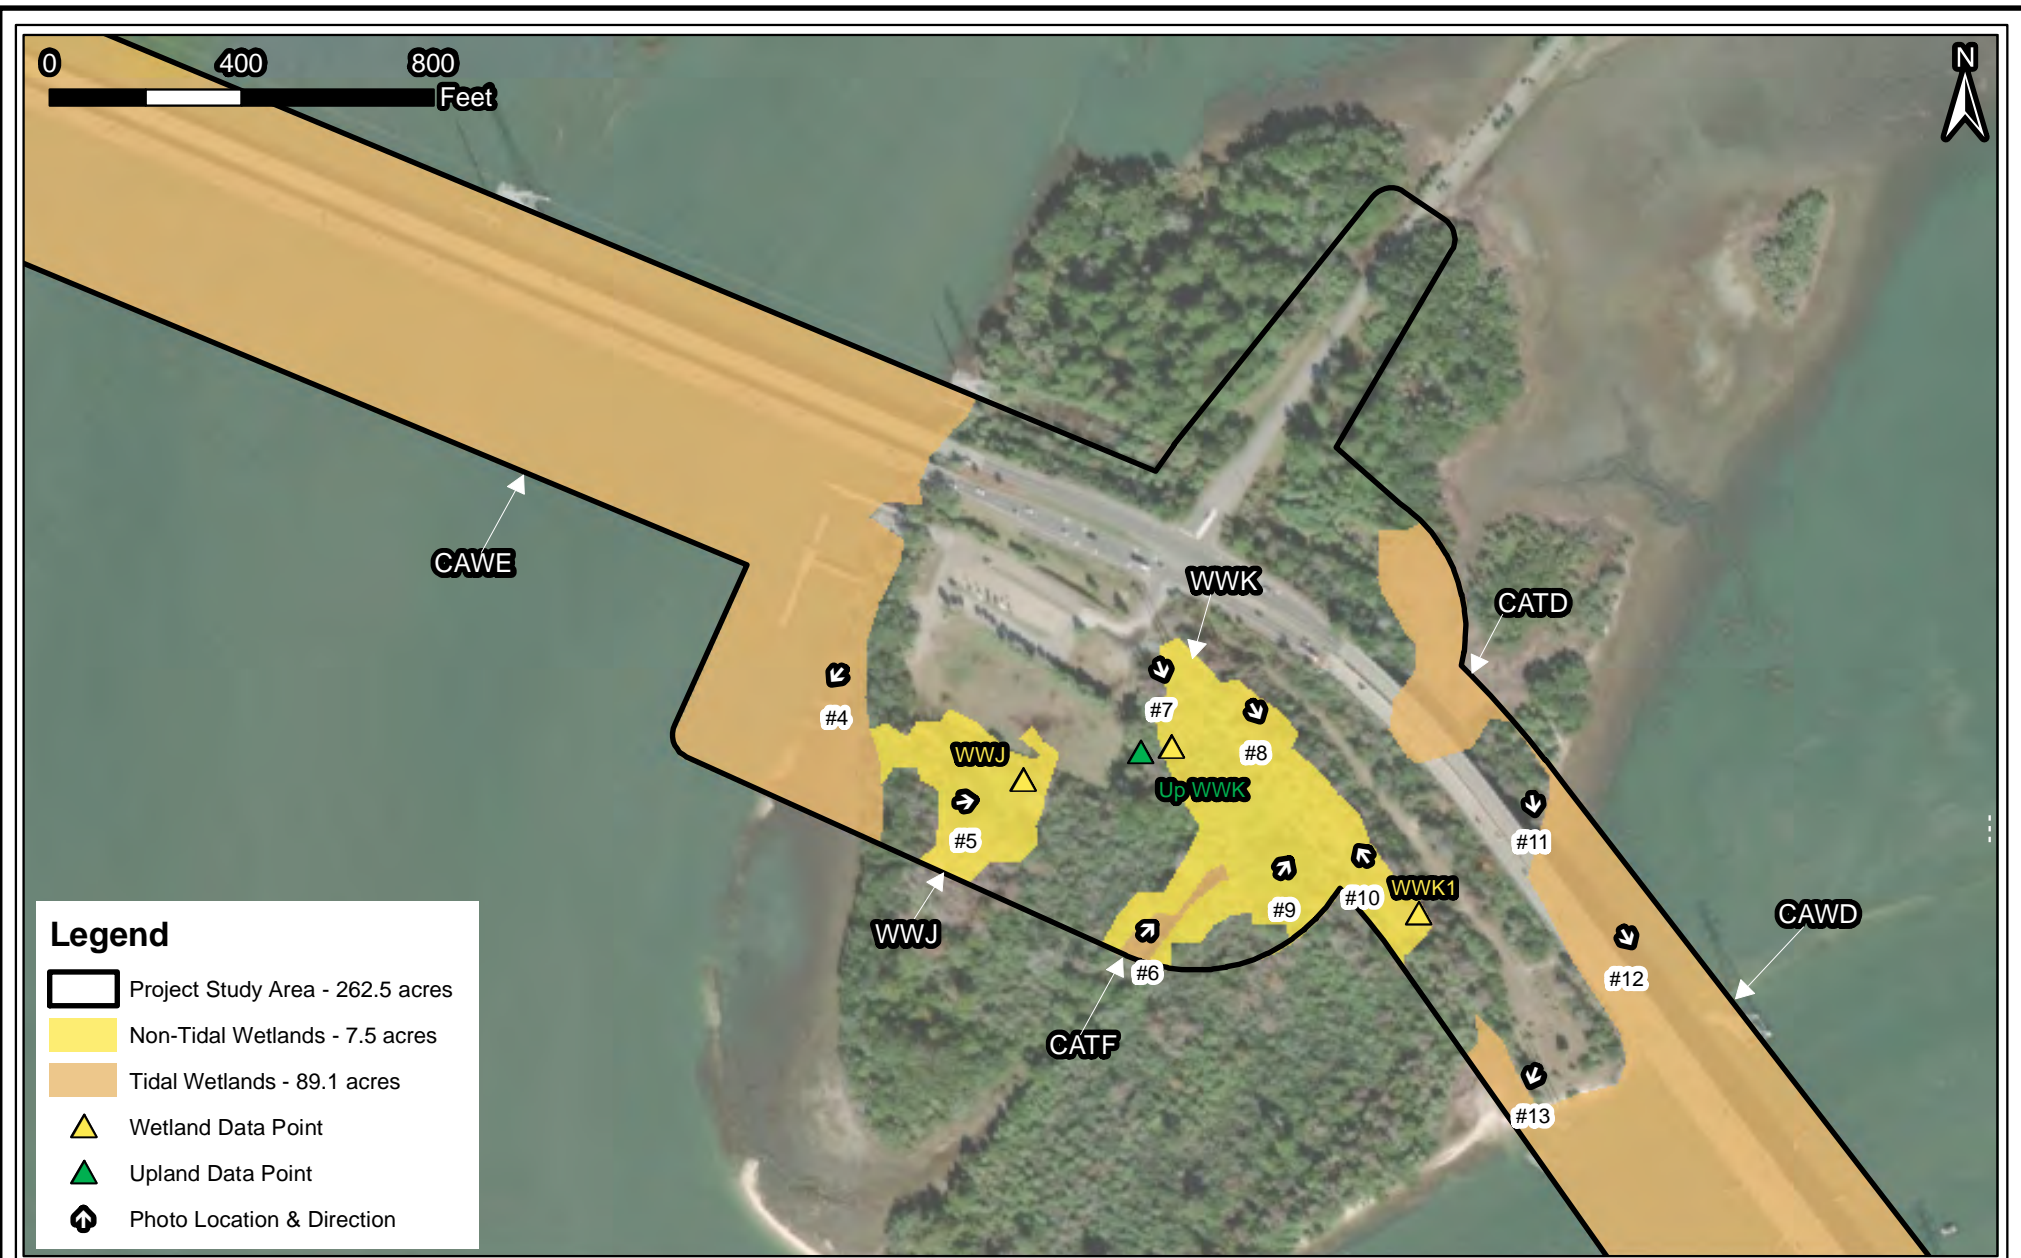 0 400 800
Feet
N
CAWE
WWK
CATD
#4
#7
#8
WWJ
Up WWK
#5
#11
#10
WWK1
#9
CAWD
WWJ
#6
#12
CATF
#13
Legend
Project Study Area - 262.5 acres
Non-Tidal Wetlands - 7.5 acres
Tidal Wetlands - 89.1 acres
Wetland Data Point
Upland Data Point
Photo Location & Direction